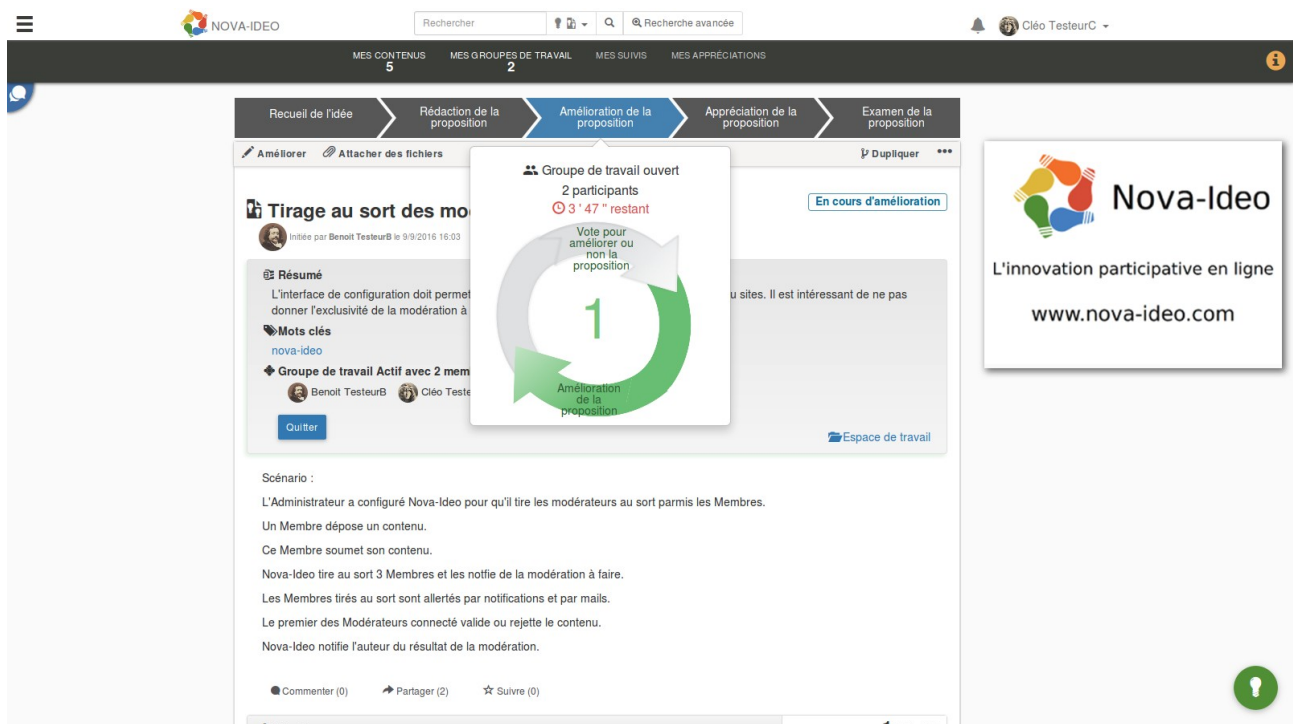 NOVA-IDEO
Rechercher
Recherche avancée
Cléo TesteurC
MES CONTENUS 5
MES GROUPES DE TRAVAIL 2
MES SUIVIS
MES APPRÉCIATIONS
Recueil de l'idée
Rédaction de la
proposition
Amélioration de la
proposition
Appréciation de la
proposition
Examen de la
proposition
Améliorer
Attacher des fichiers
Dupliquer
Groupe de travail ouvert
2 participants
3 ' 47 " restant
Vote pour
améliorer ou
non la
proposition
1
Amélioration
de la
proposition
Tirage au sort des mo
En cours d'amélioration
Initiée par Benoit TesteurB le 9/9/2016 16:03
Résumé
L'interface de configuration doit permet u sites. Il est intéressant de ne pas
donner l'exclusivité de la modération à
Mots clés
nova-ideo
Groupe de travail Actif avec 2 mem
Benoit TesteurB Cléo Teste
Quitter
Espace de travail
Scénario :
L'Administrateur a configuré Nova-Ideo pour qu'il tire les modérateurs au sort parmis les Membres.
Un Membre dépose un contenu.
Ce Membre soumet son contenu.
Nova-Ideo tire au sort 3 Membres et les notfie de la modération à faire.
Les Membres tirés au sort sont allertés par notifications et par mails.
Le premier des Modérateurs connecté valide ou rejette le contenu.
Nova-Ideo notifie l'auteur du résultat de la modération.
Commenter (0)
Partager (2)
Suivre (0)
Nova-Ideo
L'innovation participative en ligne
www.nova-ideo.com